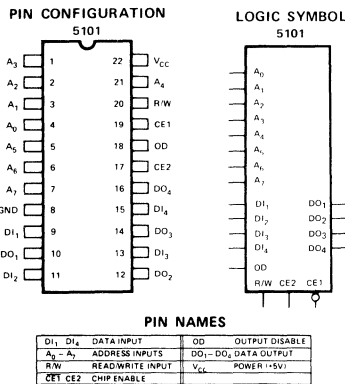 PIN CONFIGURATION
5101
A3 1 22 VCC
A2 2 21 A4
A1 3 20 R/W
A0 4 19 CE1
A5 5 18 OD
A6 6 17 CE2
A7 7 16 DO4
GND 8 15 DI4
DI1 9 14 DO3
DO1 10 13 DI3
DI2 11 12 DO2
LOGIC SYMBOL
5101
A0
A1
A2
A3
A4
A5
A6
A7
DI1 DO1
DI2 DO2
DI3 DO3
DI4 DO4
OD
R/W CE2 CE1
PIN NAMES
DI1 DI4 DATA INPUT OD OUTPUT DISABLE
A0 - A7 ADDRESS INPUTS DO1 - DO4 DATA OUTPUT
R/W READ/WRITE INPUT VCC POWER (+5V)
CE1 CE2 CHIP ENABLE